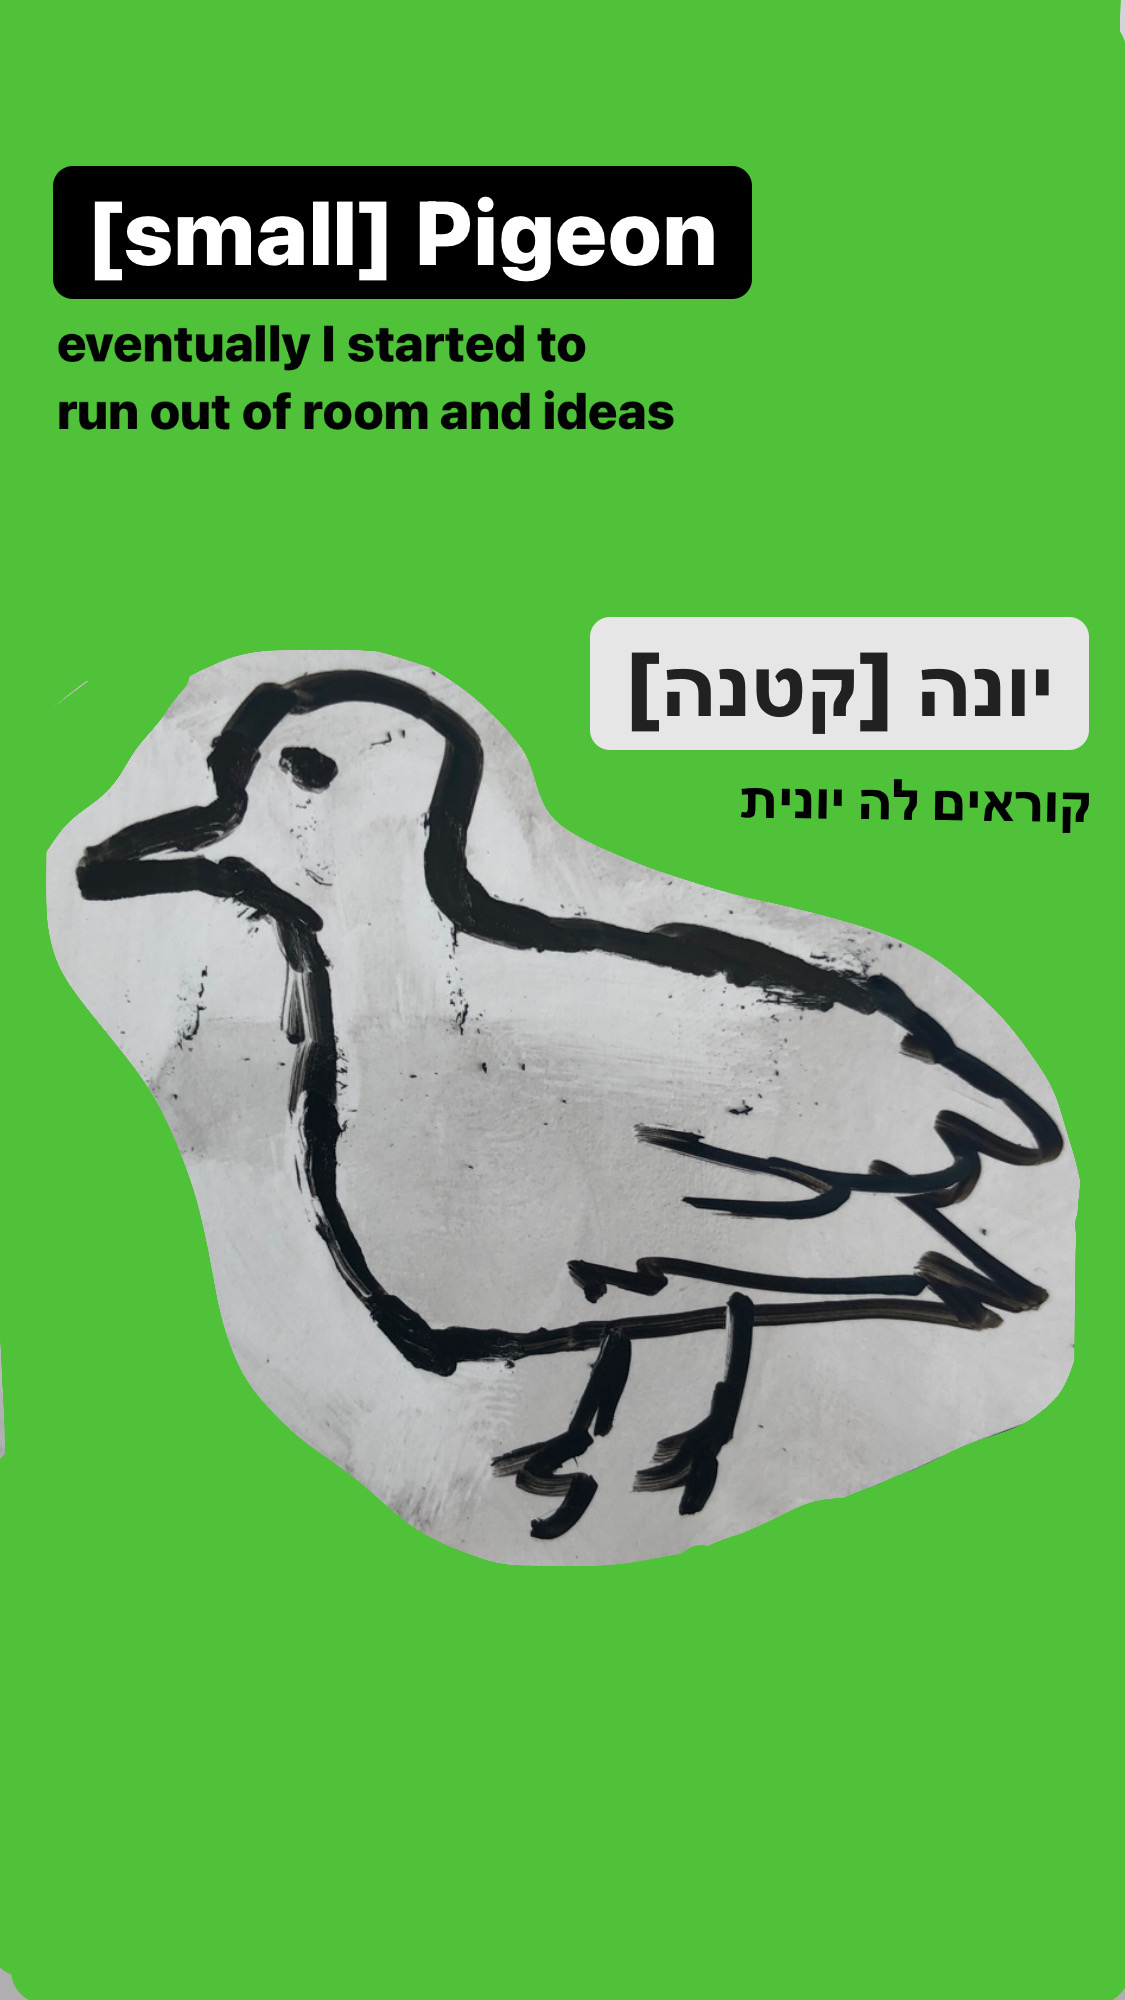 [small] Pigeon
eventually I started to
run out of room and ideas
יונה [קטנה]
קוראים לה יונית